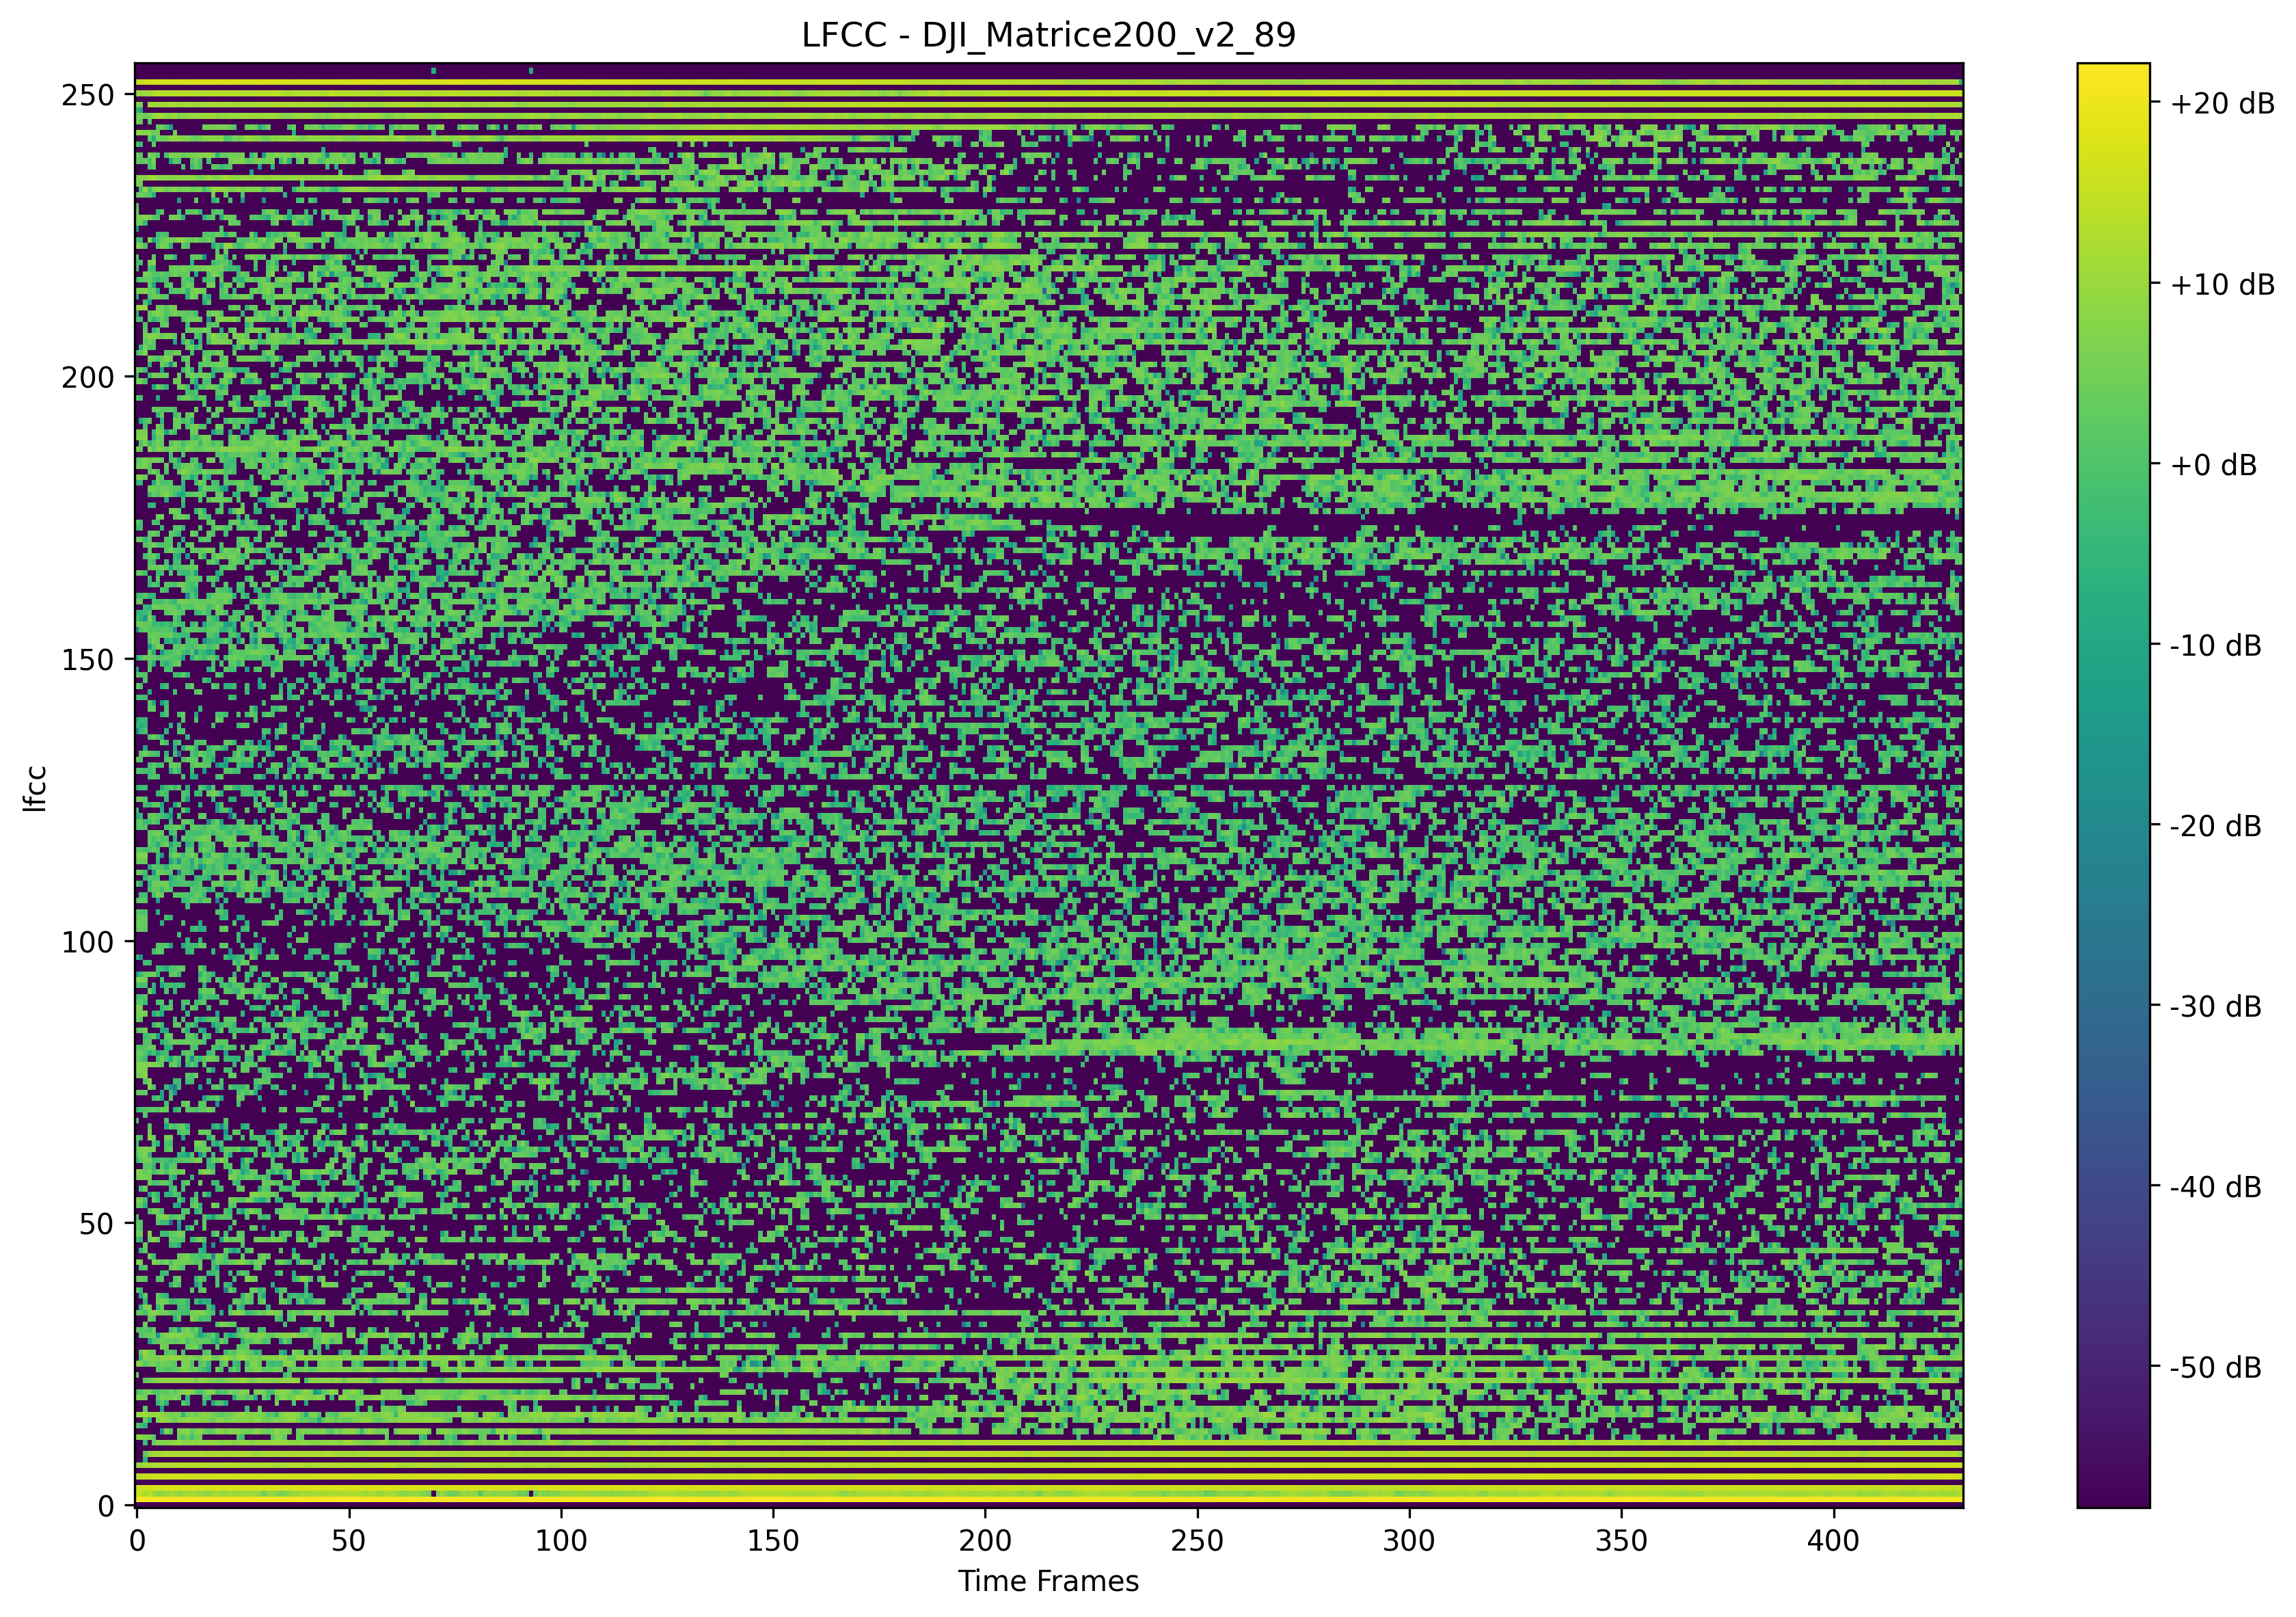 LFCC - DJI_Matrice200_v2_89
250
200
150
100
50
0
lfcc
0 50 100 150 200 250 300 350 400
Time Frames
+20 dB
+10 dB
+0 dB
-10 dB
-20 dB
-30 dB
-40 dB
-50 dB